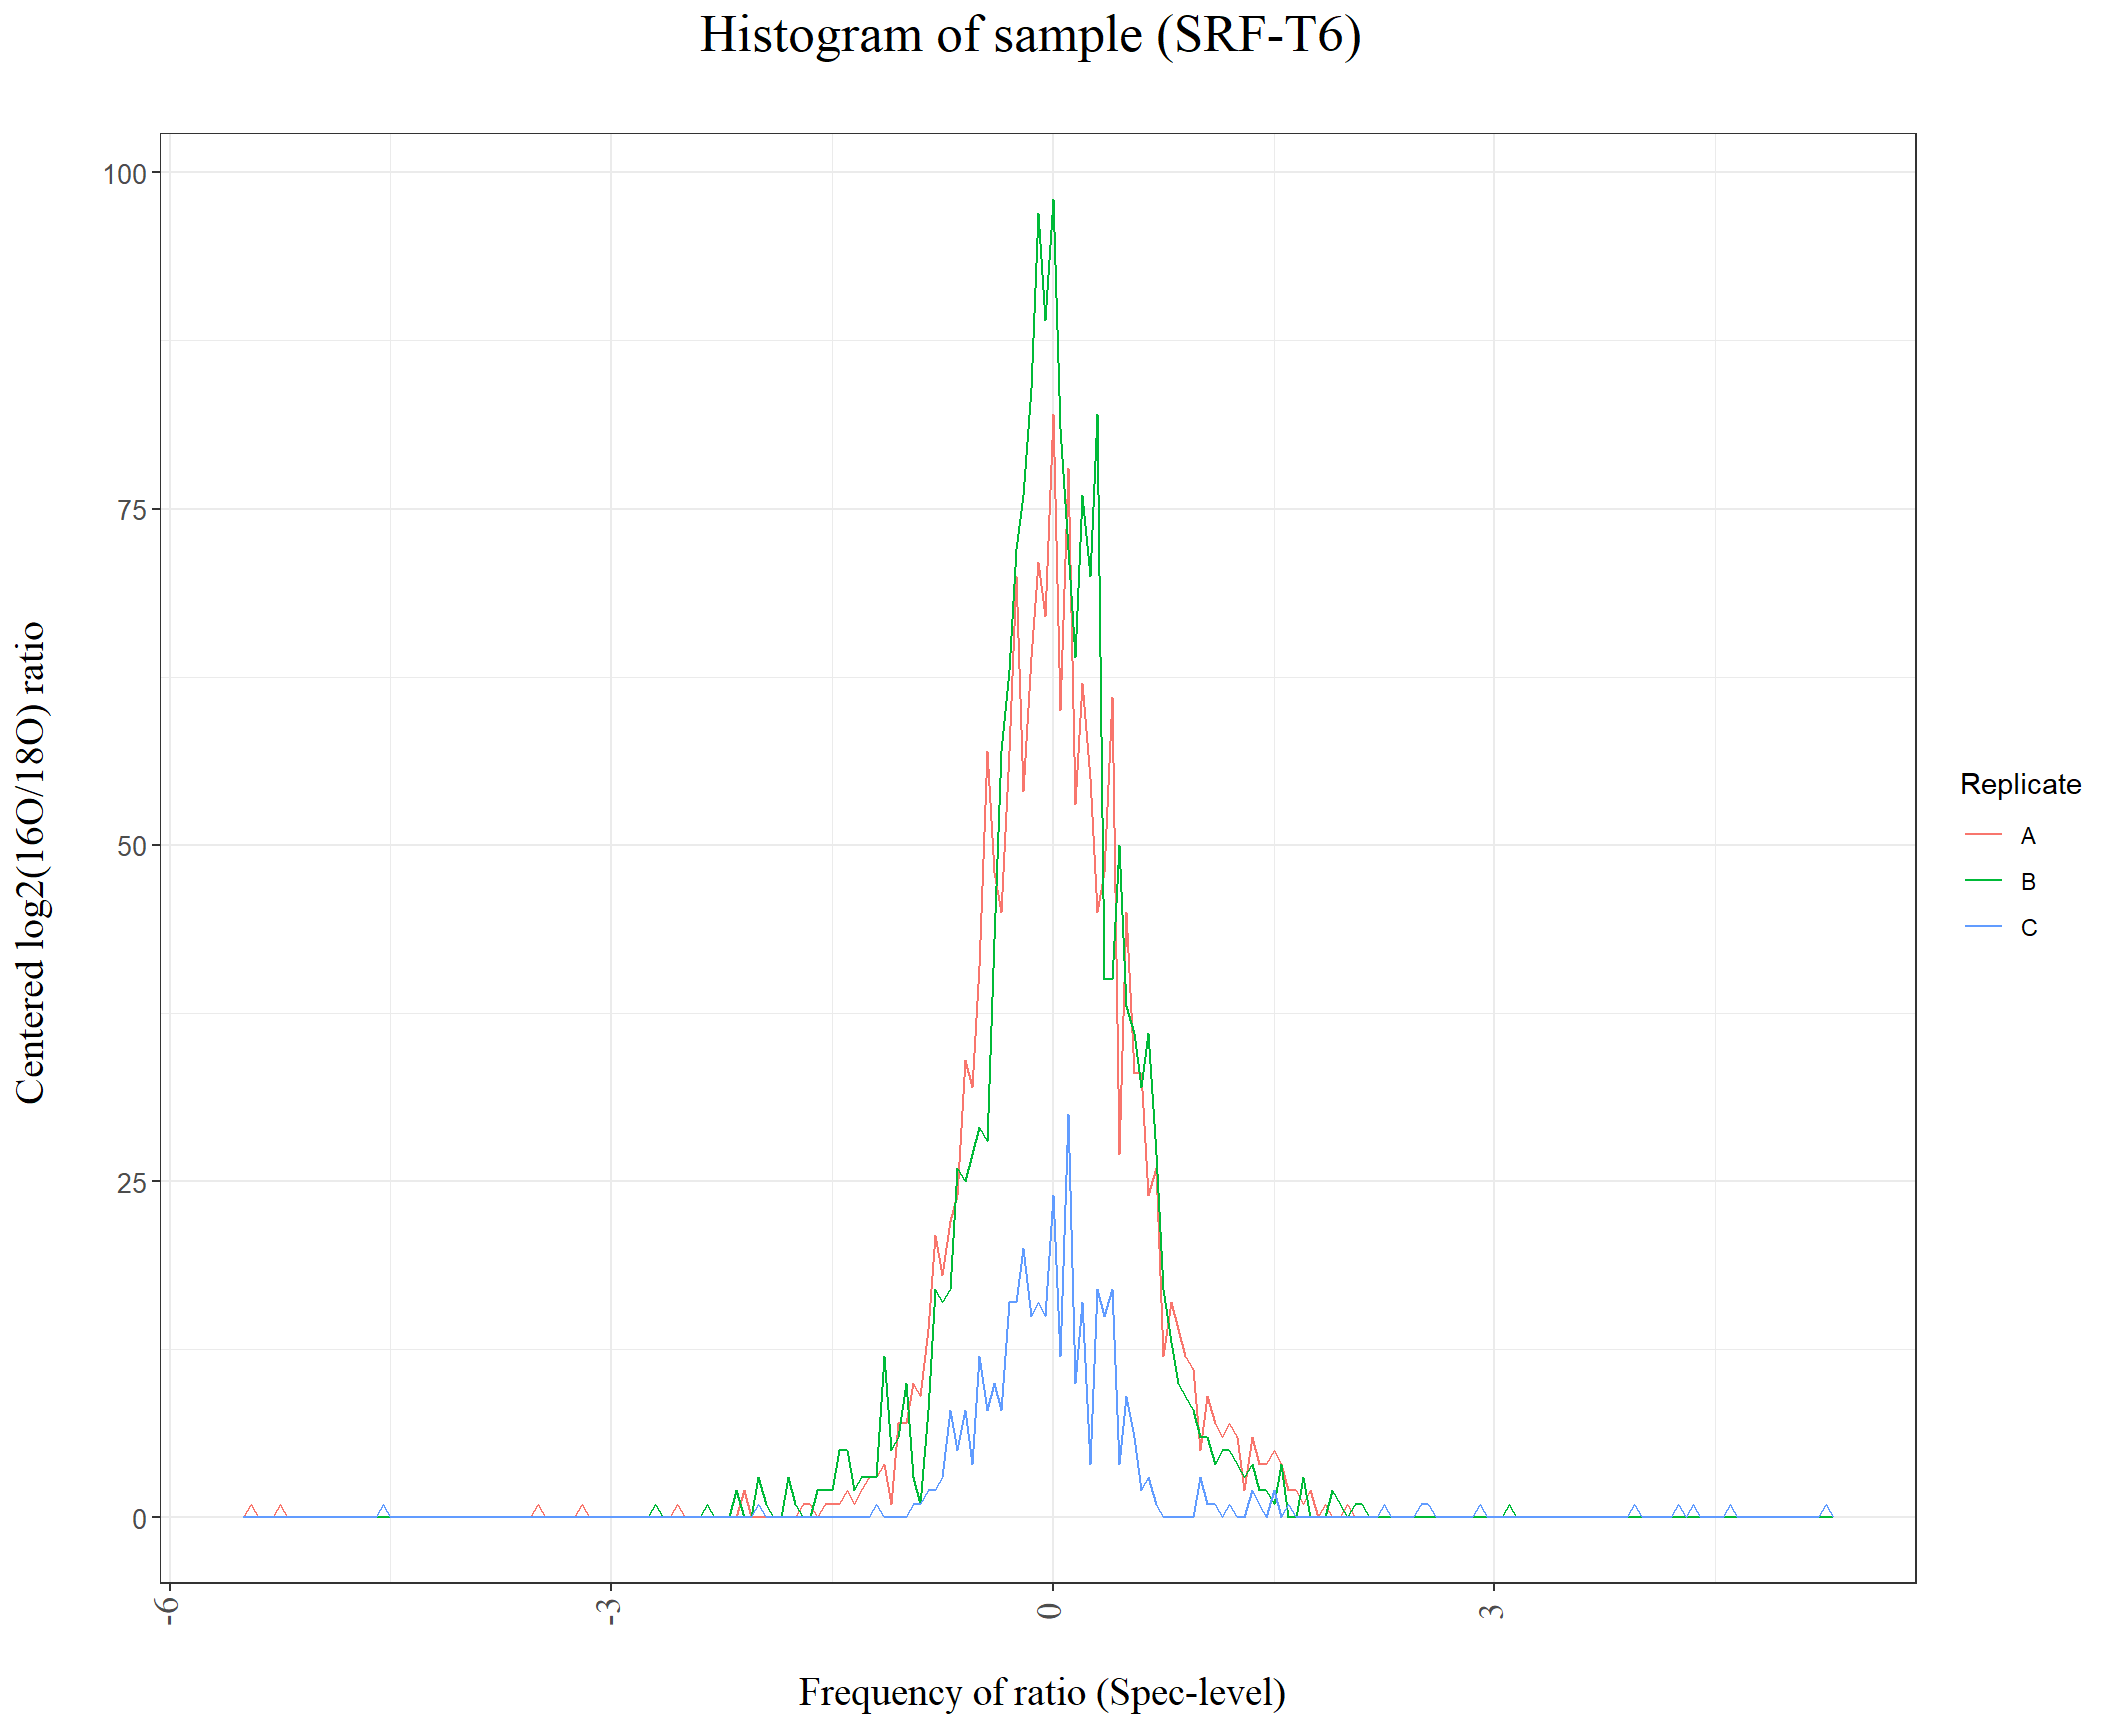 Histogram of sample (SRF-T6)
Centered log2(16O/18O) ratio
100
75
50
25
0
-6
-3
0
3
Frequency of ratio (Spec-level)
Replicate
A
B
C